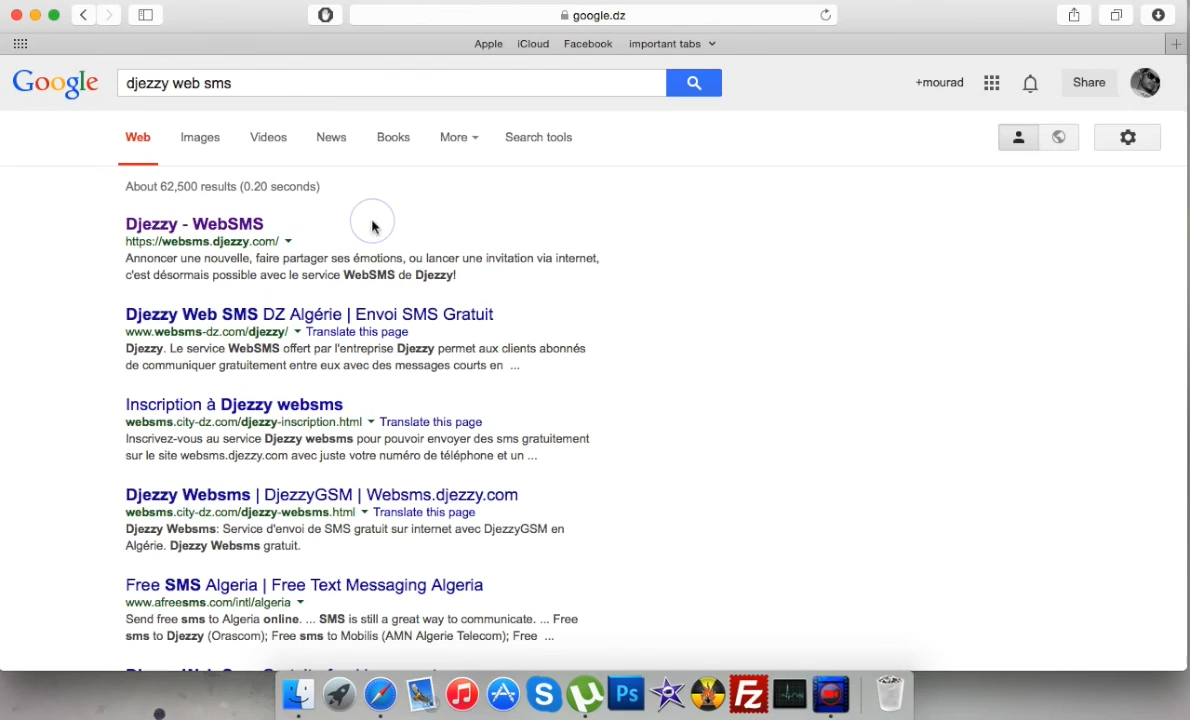 google.dz
Apple iCloud Facebook important tabs
Google djezzy web sms +mourad Share
Web Images Videos News Books More Search tools
About 62,500 results (0.20 seconds)
Djezzy - WebSMS
https://websms.djezzy.com/
Annoncer une nouvelle, faire partager ses émotions, ou lancer une invitation via internet,
c'est désormais possible avec le service WebSMS de Djezzy!
Djezzy Web SMS DZ Algérie | Envoi SMS Gratuit
www.websms-dz.com/djezzy/ Translate this page
Djezzy. Le service WebSMS offert par l'entreprise Djezzy permet aux clients abonnés
de communiquer gratuitement entre eux avec des messages courts en ...
Inscription à Djezzy websms
websms.city-dz.com/djezzy-inscription.html Translate this page
Inscrivez-vous au service Djezzy websms pour pouvoir envoyer des sms gratuitement
sur le site websms.djezzy.com avec juste votre numéro de téléphone et un ...
Djezzy Websms | DjezzyGSM | Websms.djezzy.com
websms.city-dz.com/djezzy-websms.html Translate this page
Djezzy Websms: Service d'envoi de SMS gratuit sur internet avec DjezzyGSM en
Algérie. Djezzy Websms gratuit.
Free SMS Algeria | Free Text Messaging Algeria
www.afreesms.com/intl/algeria
Send free sms to Algeria online. ... SMS is still a great way to communicate. ... Free
sms to Djezzy (Orascom); Free sms to Mobilis (AMN Algerie Telecom); Free ...
Ps